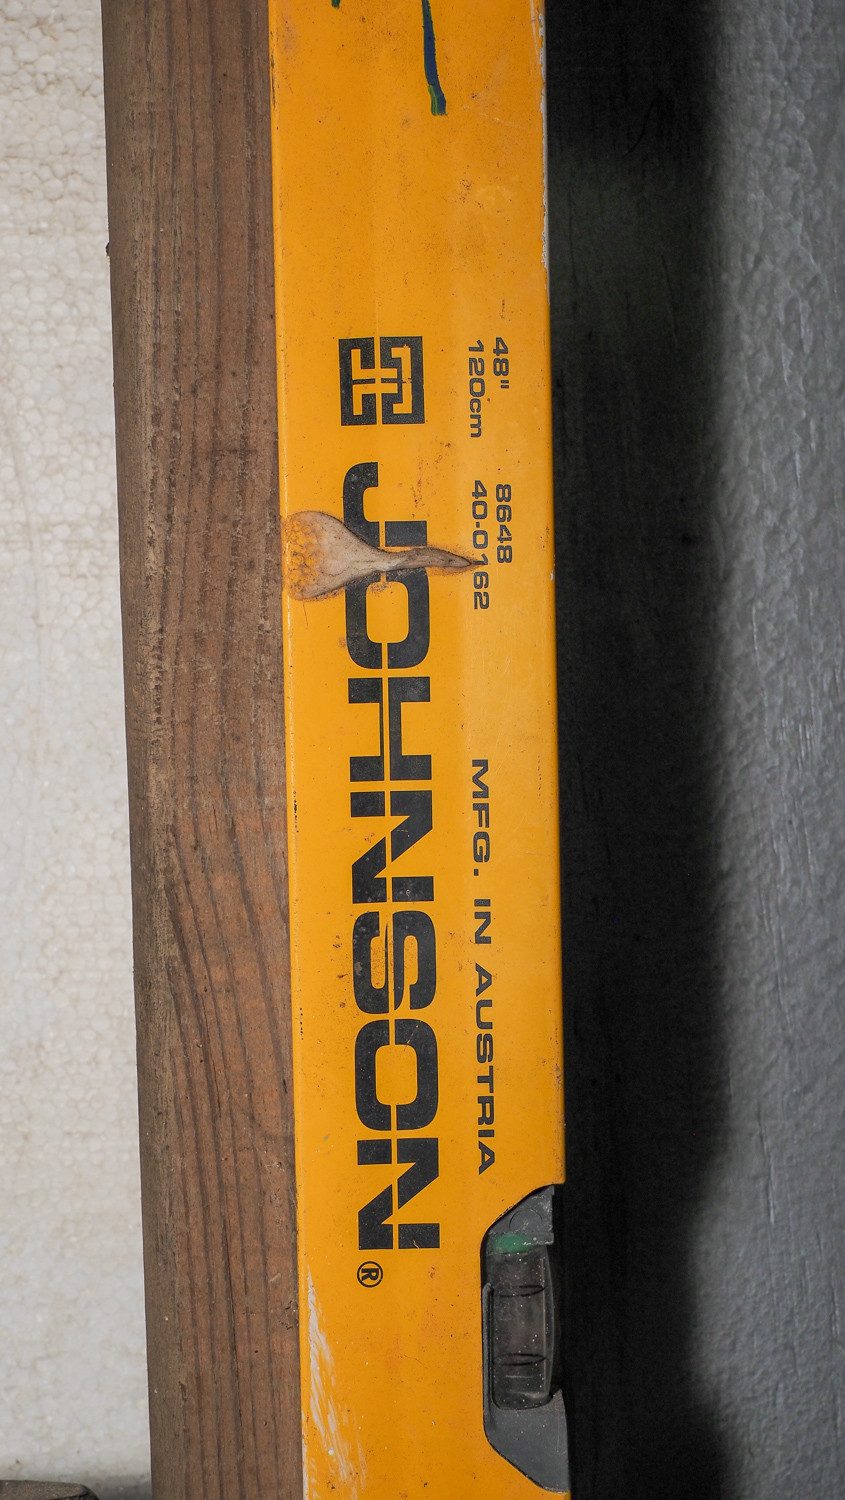 48" 8648
120cm 40-0162 MFG. IN AUSTRIA
JOHNSON®